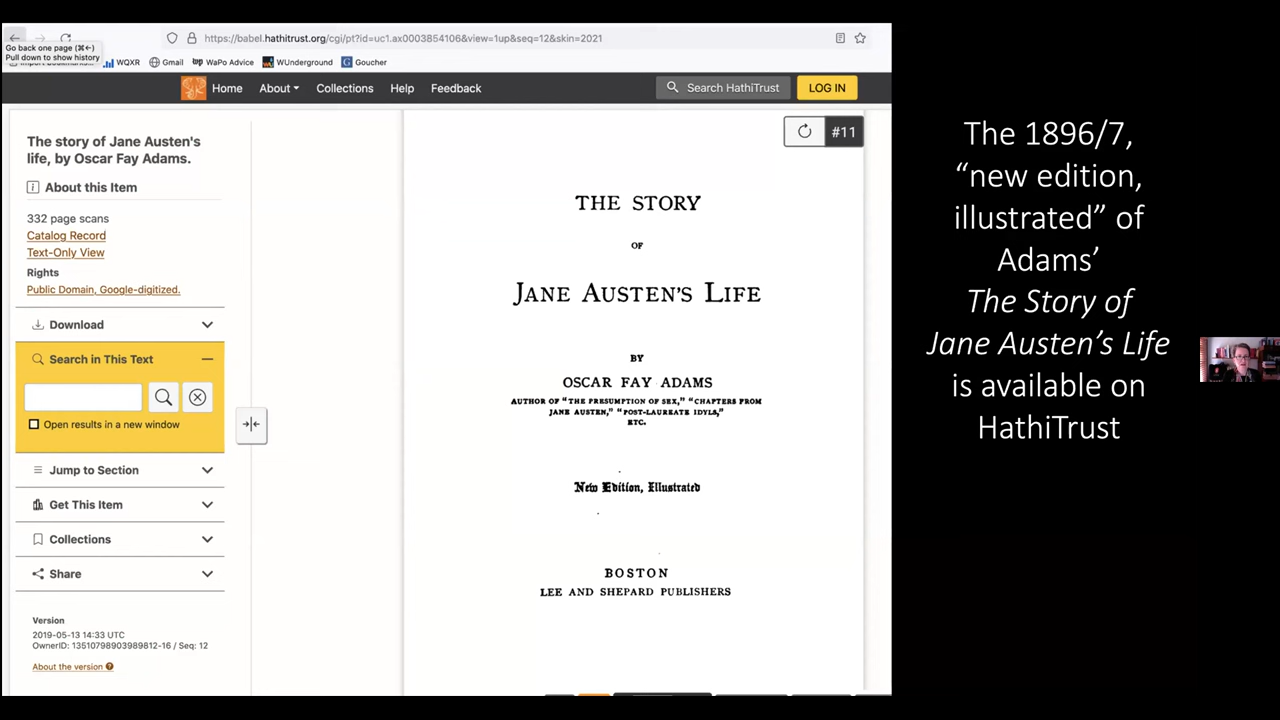 https://babel.hathitrust.org/cgi/pt?id=uc1.ax0003854106&view=1up&seq=12&skin=2021
Go back one page (⌘←)
Pull down to show history
WQXR Gmail WaPo Advice WUnderground Goucher
Home About Collections Help Feedback Search HathiTrust LOG IN
The story of Jane Austen's
life, by Oscar Fay Adams.
About this Item
332 page scans
Catalog Record
Text-Only View
Rights
Public Domain, Google-digitized.
Download
Search in This Text
Open results in a new window
Jump to Section
Get This Item
Collections
Share
Version
2019-05-13 14:33 UTC
OwnerID: 13510798903989812-16 / Seq: 12
About the version
#11
THE STORY
OF
JANE AUSTEN'S LIFE
BY
OSCAR FAY ADAMS
AUTHOR OF "THE PRESUMPTION OF SEX," "CHAPTERS FROM
JANE AUSTEN," "POST-LAUREATE IDYLS,"
ETC.
New Edition, Illustrated
BOSTON
LEE AND SHEPARD PUBLISHERS
The 1896/7,
“new edition,
illustrated” of
Adams’
The Story of
Jane Austen’s Life
is available on
HathiTrust